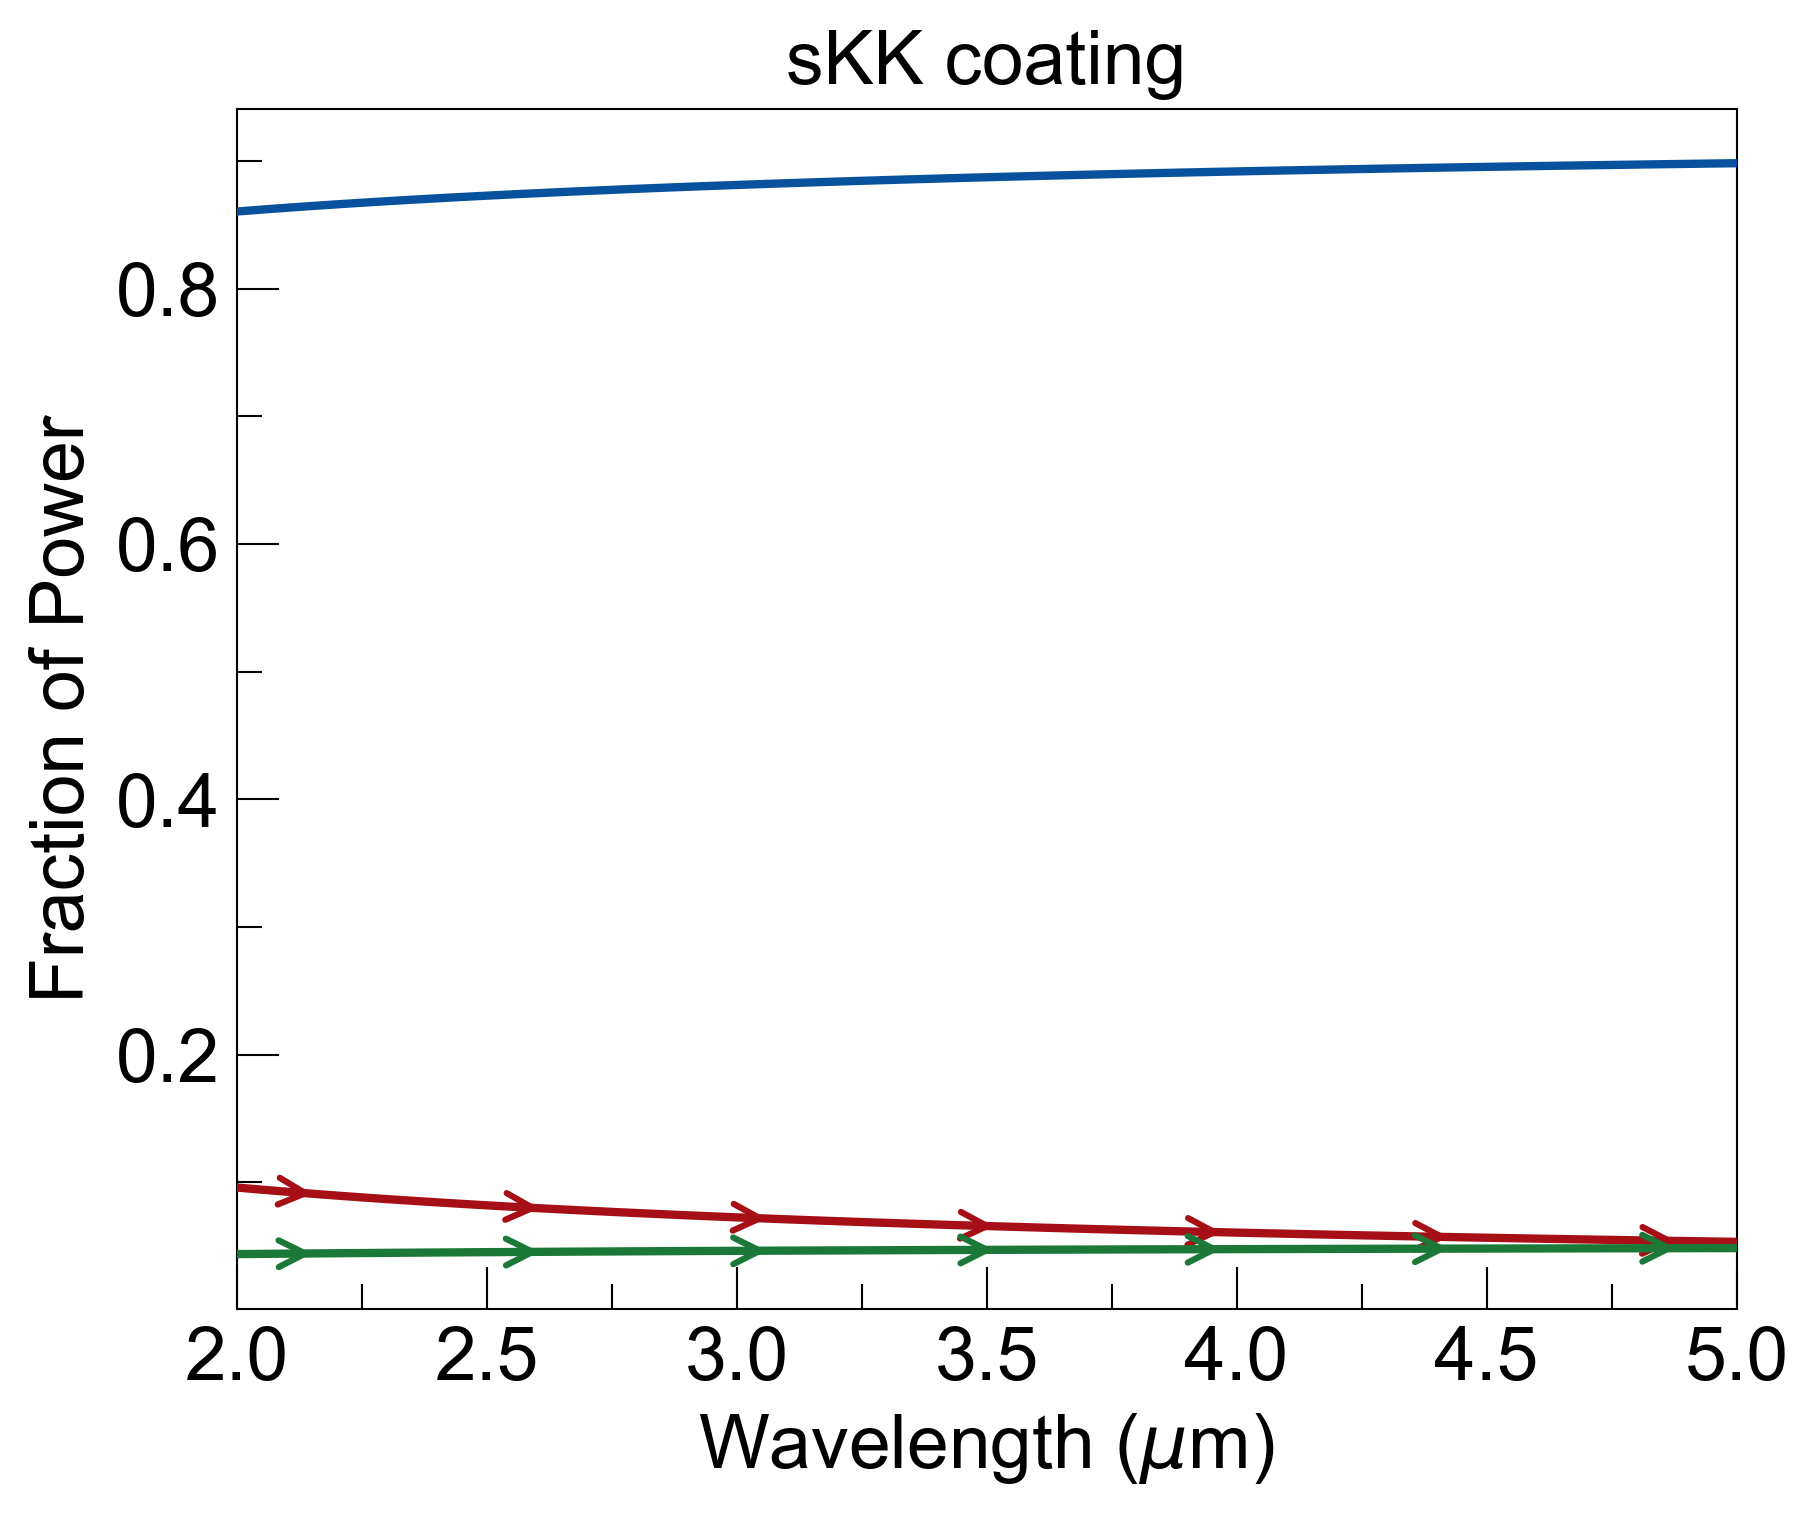 sKK coating
Fraction of Power
0.8
0.6
0.4
0.2
2.0 2.5 3.0 3.5 4.0 4.5 5.0
Wavelength (μm)